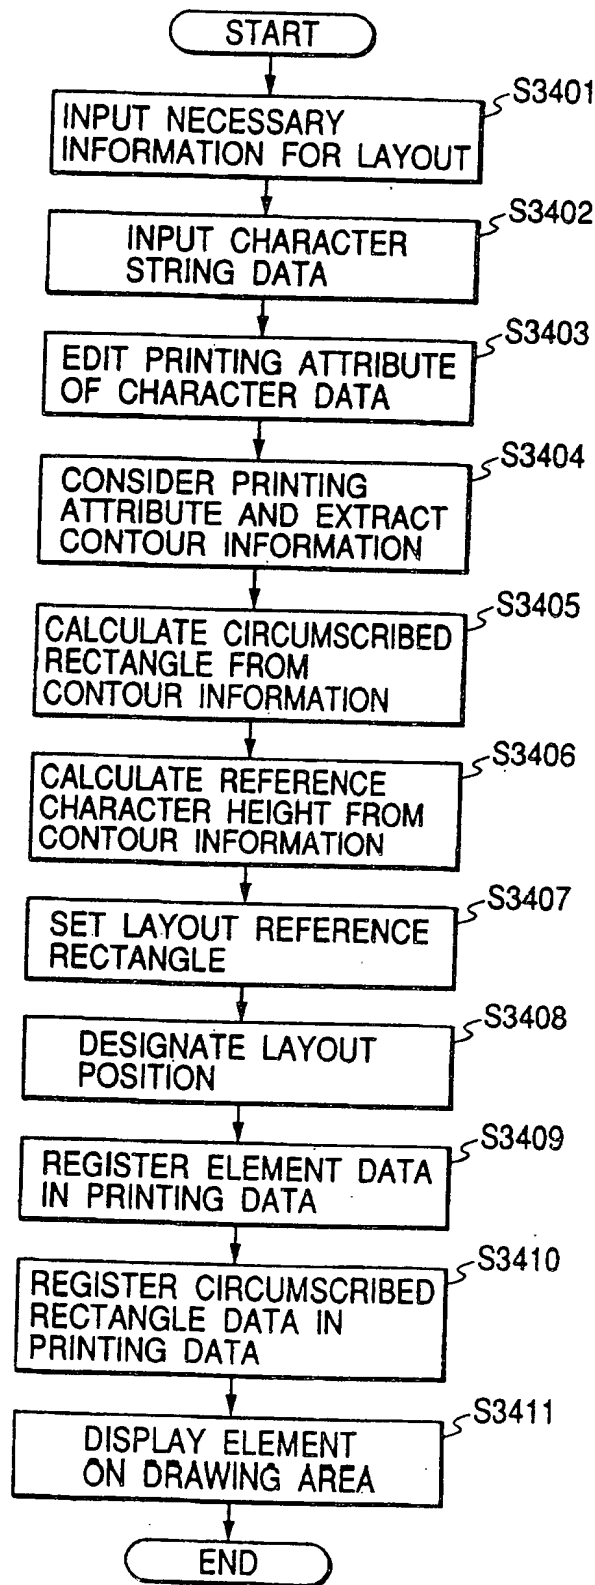 START
S3401
INPUT NECESSARY
INFORMATION FOR LAYOUT
S3402
INPUT CHARACTER
STRING DATA
S3403
EDIT PRINTING ATTRIBUTE
OF CHARACTER DATA
S3404
CONSIDER PRINTING
ATTRIBUTE AND EXTRACT
CONTOUR INFORMATION
S3405
CALCULATE CIRCUMSCRIBED
RECTANGLE FROM
CONTOUR INFORMATION
S3406
CALCULATE REFERENCE
CHARACTER HEIGHT FROM
CONTOUR INFORMATION
S3407
SET LAYOUT REFERENCE
RECTANGLE
S3408
DESIGNATE LAYOUT
POSITION
S3409
REGISTER ELEMENT DATA
IN PRINTING DATA
S3410
REGISTER CIRCUMSCRIBED
RECTANGLE DATA IN
PRINTING DATA
S3411
DISPLAY ELEMENT
ON DRAWING AREA
END